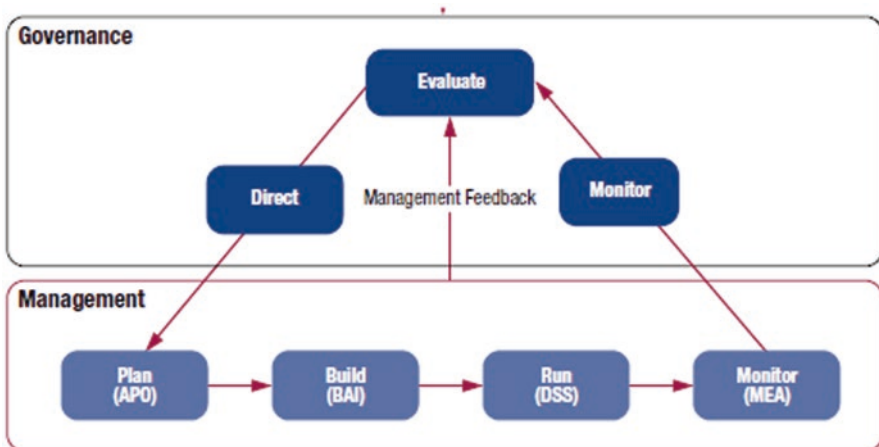 Governance
Evaluate
Direct
Management Feedback
Monitor
Management
Plan
(APO)
Build
(BAI)
Run
(DSS)
Monitor
(MEA)